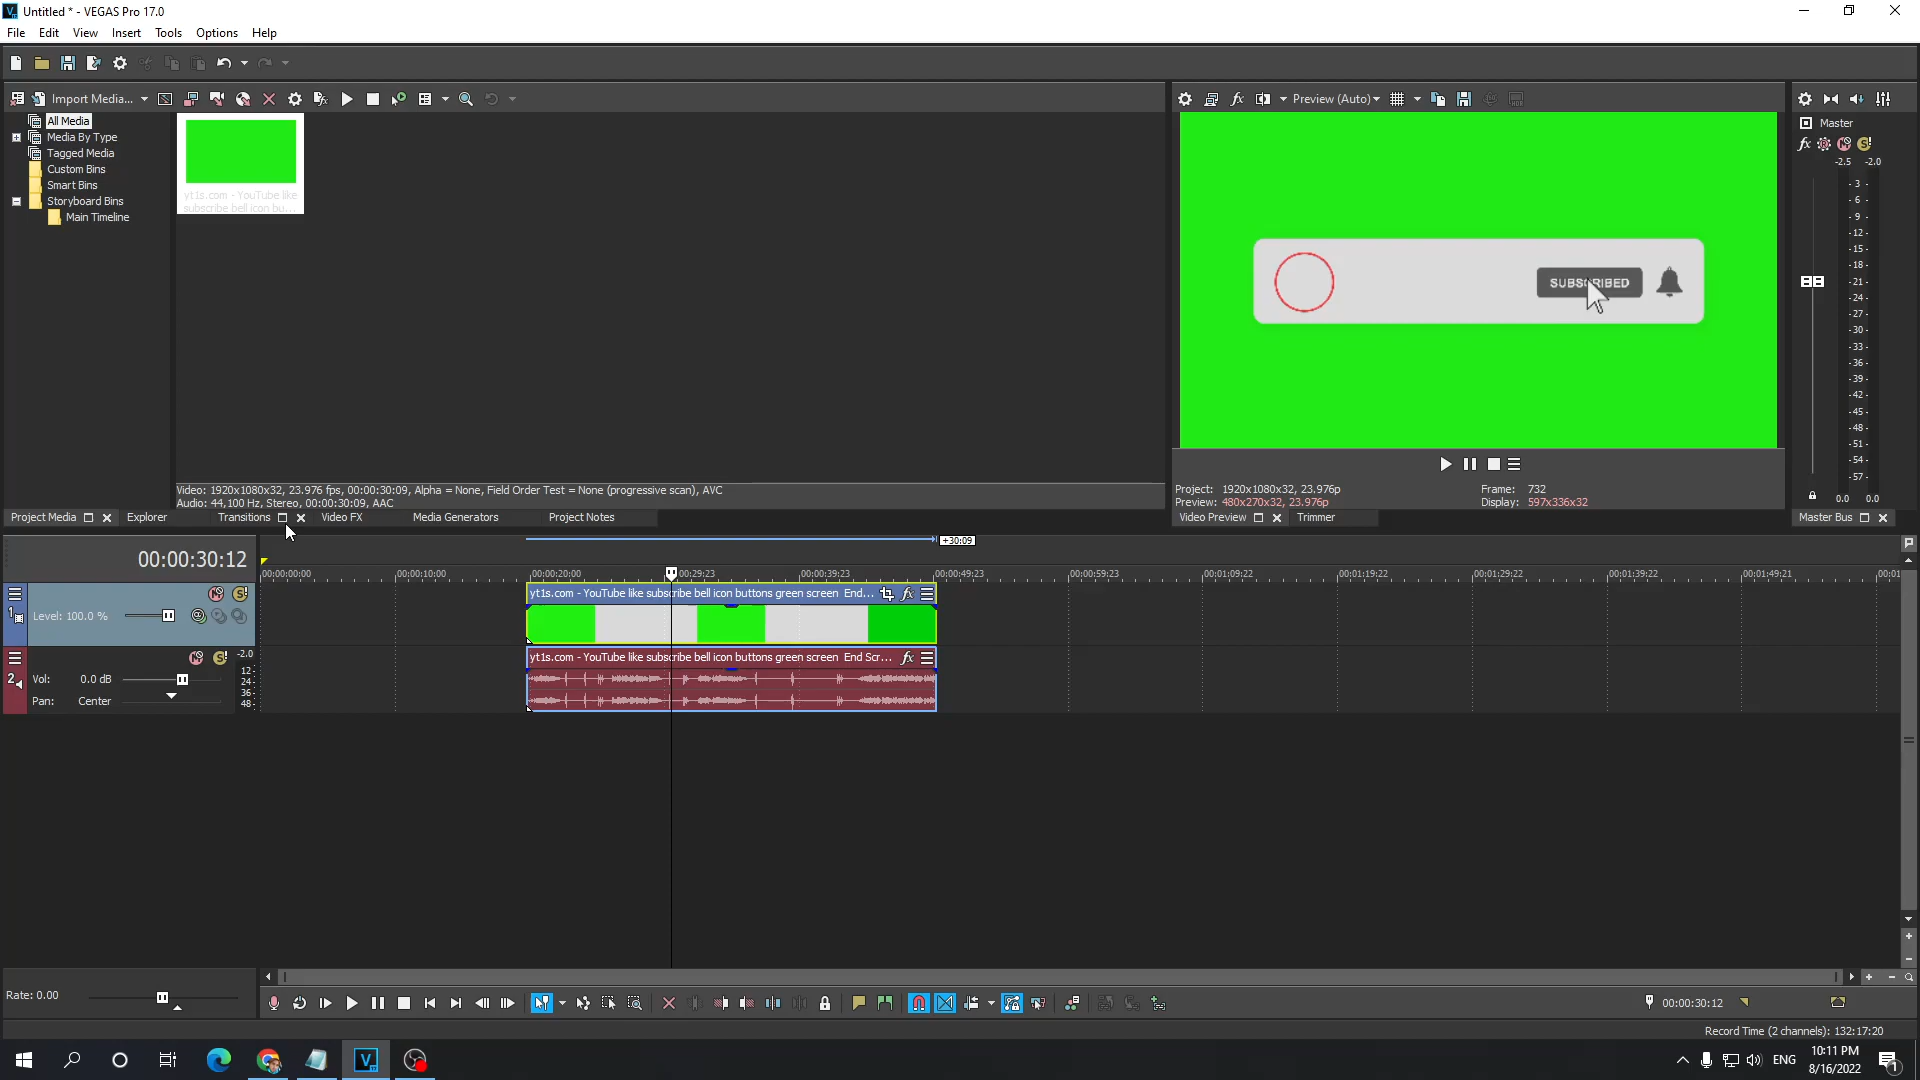 Untitled * - VEGAS Pro 17.0
File Edit View Insert Tools Options Help
Import Media...
Preview (Auto)
All Media
Media By Type
Tagged Media
Custom Bins
Smart Bins
Storyboard Bins
Main Timeline
yt1s.com - YouTube like
subscribe bell icon bu...
SUBSCRIBED
Master
-2.5 -2.0
- 3 -
- 6 -
- 9 -
-12-
-15-
-18-
-21-
-24-
-27-
-30-
-33-
-36-
-39-
-42-
-45-
-48-
-51-
-54-
-57-
0.0 0.0
Video: 1920x1080x32, 23.976 fps, 00:00:30:09, Alpha = None, Field Order Test = None (progressive scan), AVC
Audio: 44,100 Hz, Stereo, 00:00:30:09, AAC
Project: 1920x1080x32, 23.976p
Preview: 480x270x32, 23.976p
Frame: 732
Display: 597x336x32
Project Media Explorer Transitions Video FX Media Generators Project Notes
Video Preview Trimmer
Master Bus
+30:09
00:00:30:12
00:00:00:00 00:00:10:00 00:00:20:00 00:00:29:23 00:00:39:23 00:00:49:23 00:00:59:23 00:01:09:22 00:01:19:22 00:01:29:22 00:01:39:22 00:01:49:21 00:01
1
Level: 100.0 %
yt1s.com - YouTube like subscribe bell icon buttons green screen End...
2
Vol: 0.0 dB
Pan: Center
-2.0
12-
24-
36-
48-
yt1s.com - YouTube like subscribe bell icon buttons green screen End Scr...
Rate: 0.00
00:00:30:12
Record Time (2 channels): 132:17:20
ENG
10:11 PM
8/16/2022
1